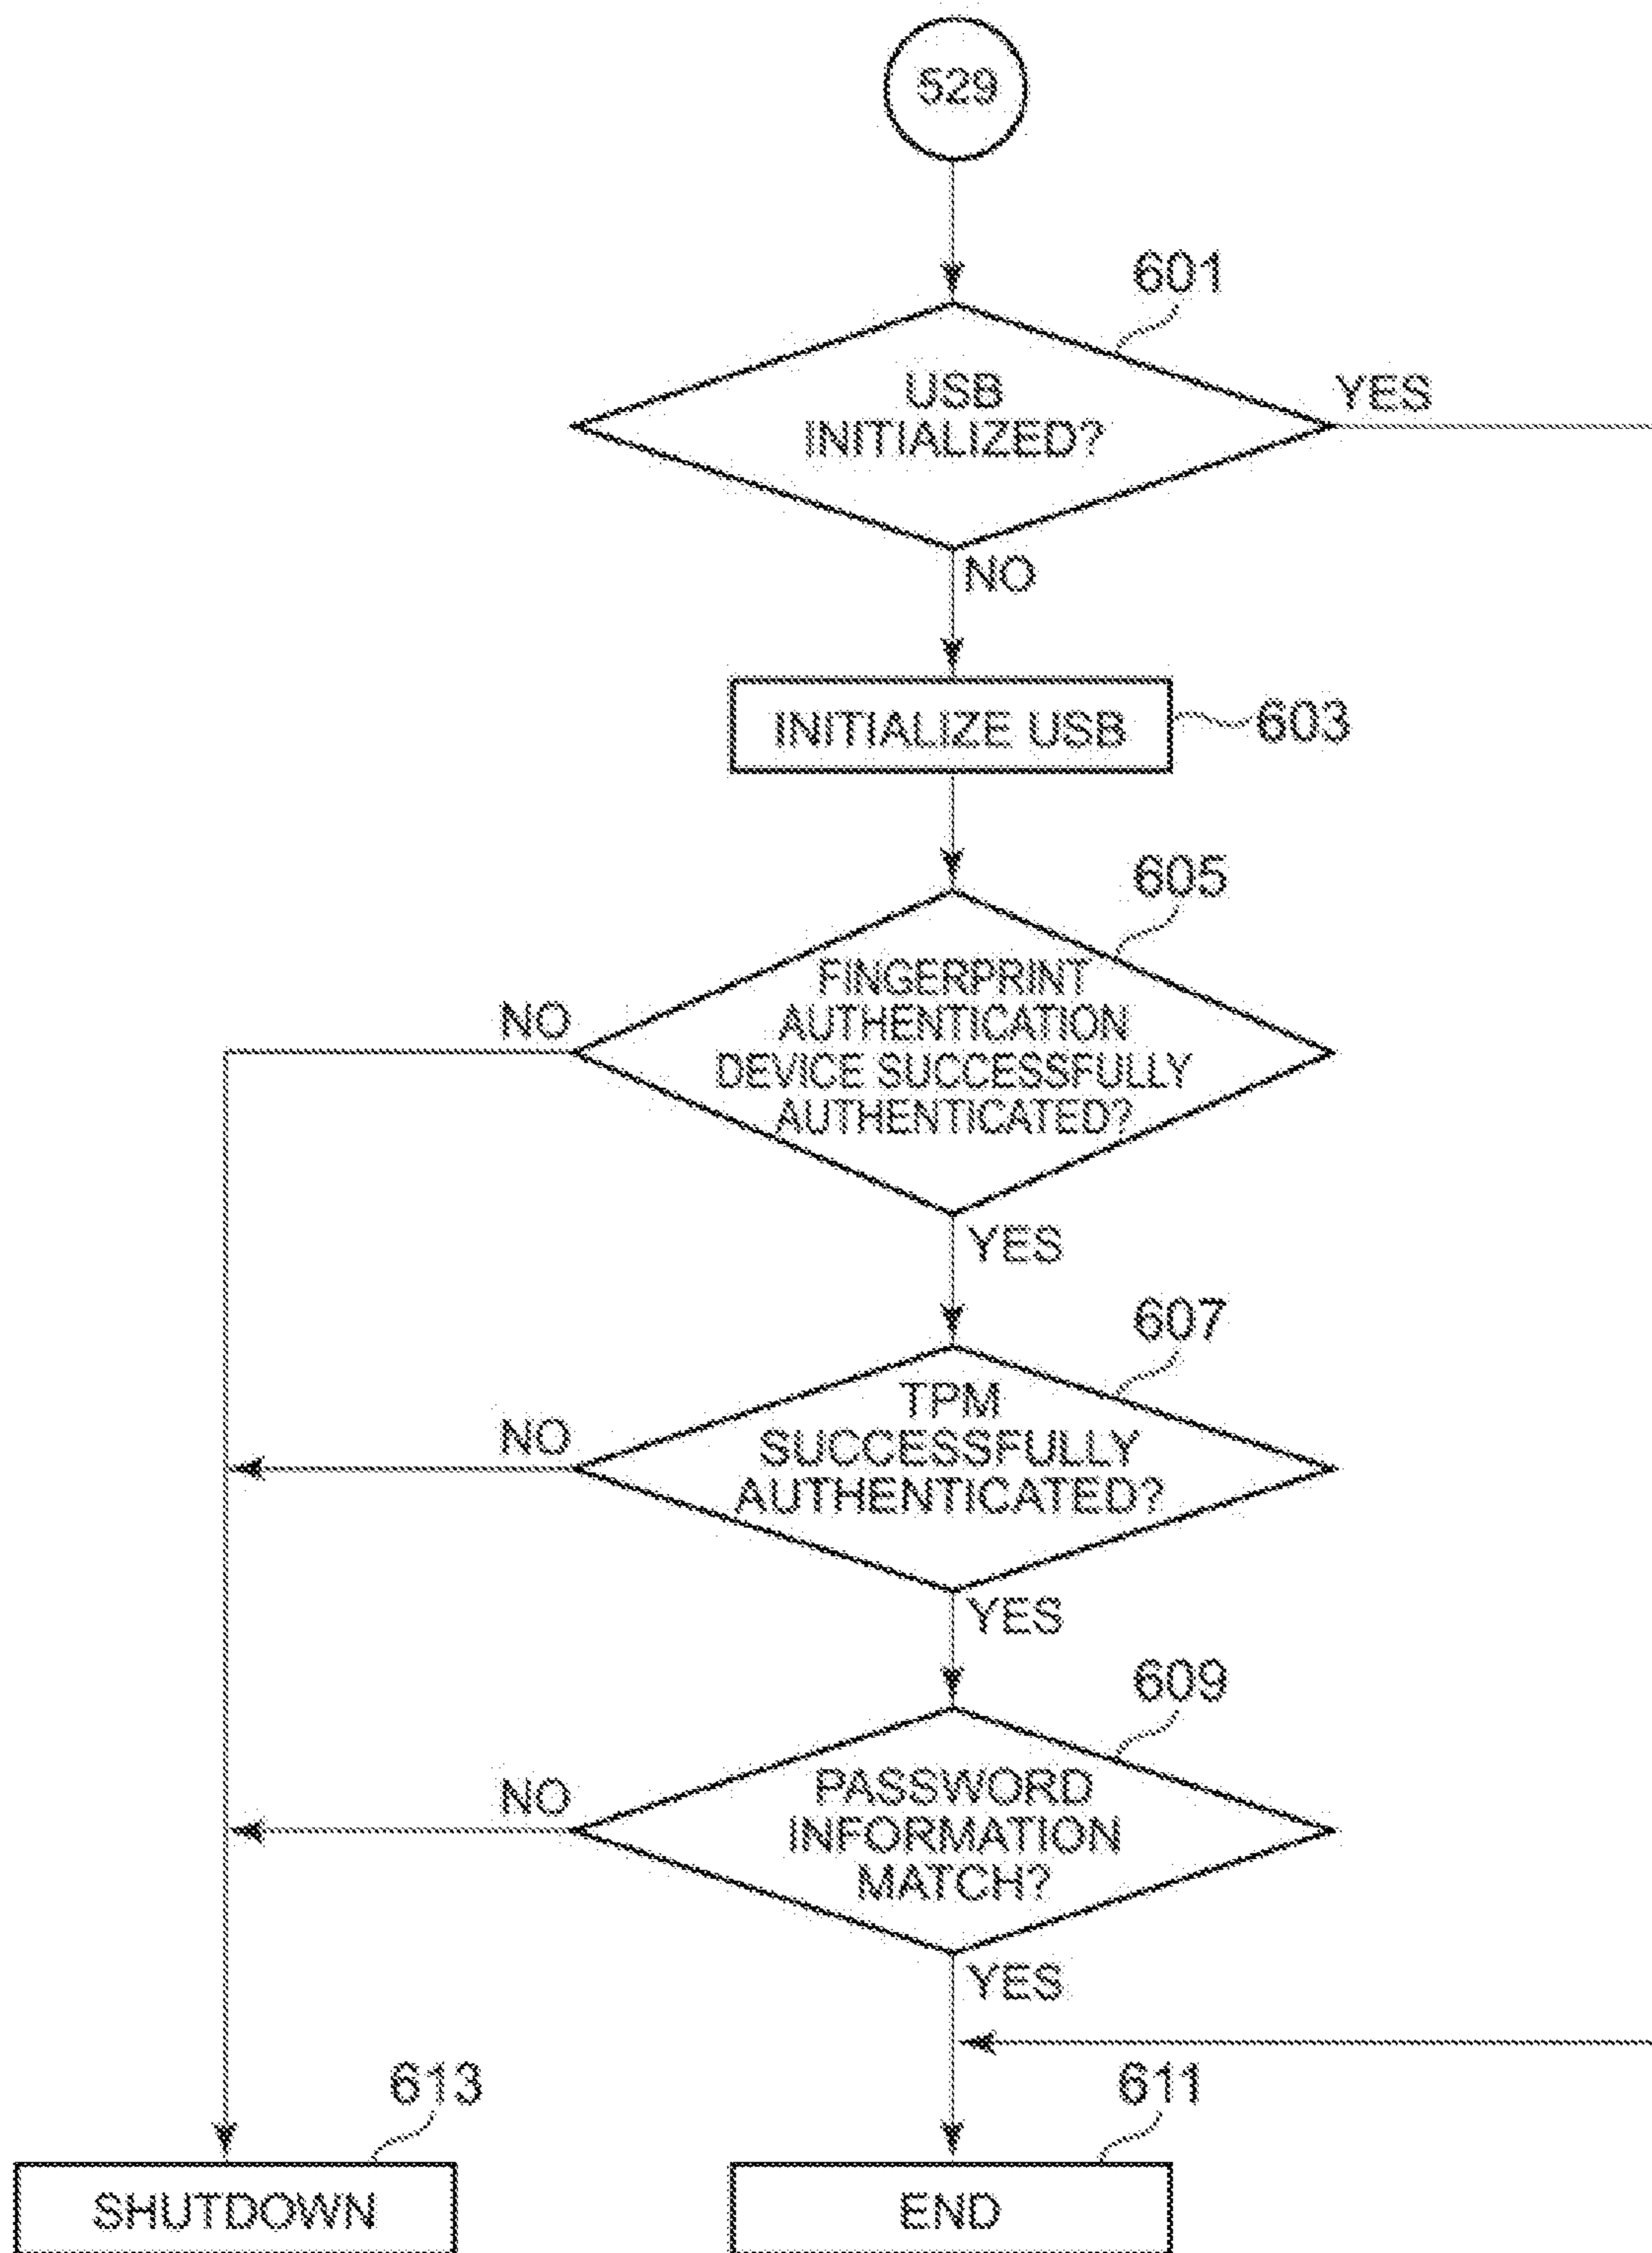 529
601
USB
INITIALIZED?
YES
NO
INITIALIZE USB
603
605
FINGERPRINT
AUTHENTICATION
DEVICE SUCCESSFULLY
AUTHENTICATED?
NO
YES
607
TPM
SUCCESSFULLY
AUTHENTICATED?
NO
YES
609
PASSWORD
INFORMATION
MATCH?
NO
YES
613
611
SHUTDOWN
END